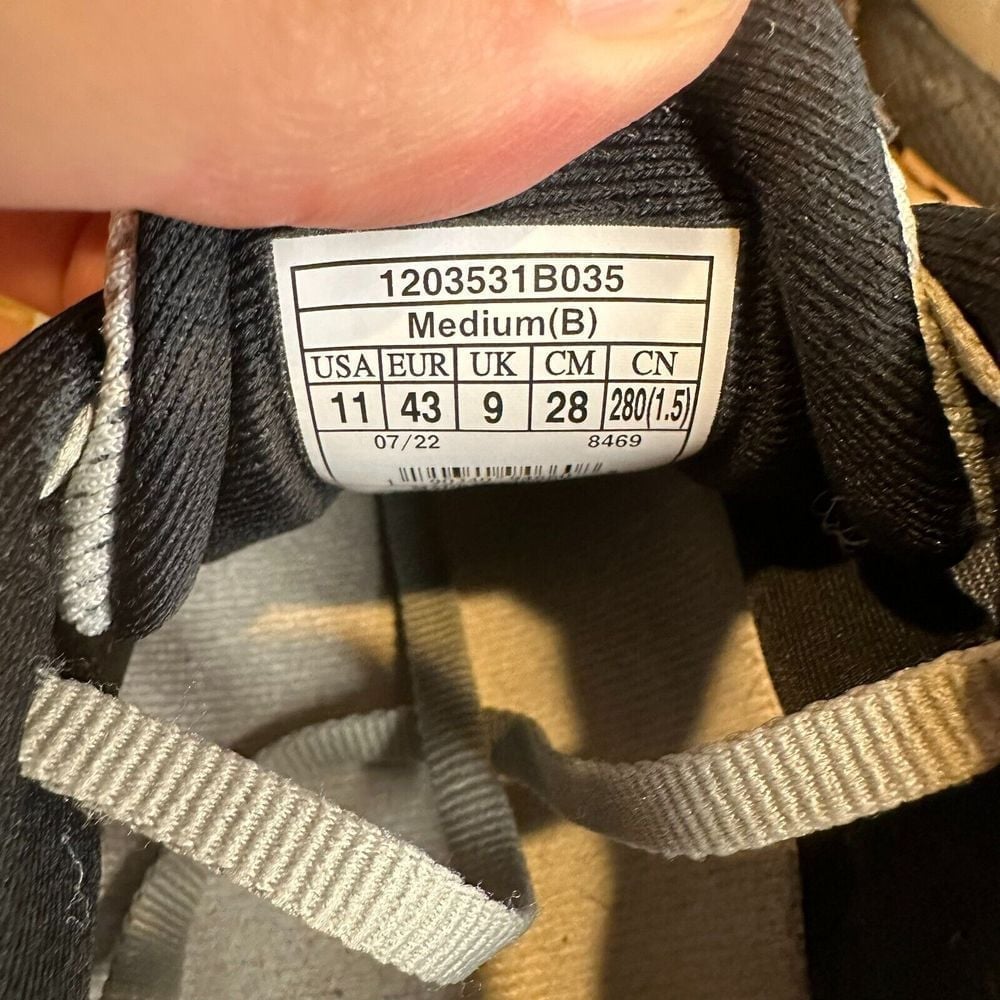 1203531B035
Medium(B)
USA EUR UK CM CN
11 43 9 28 280(1.5)
07/22 8469